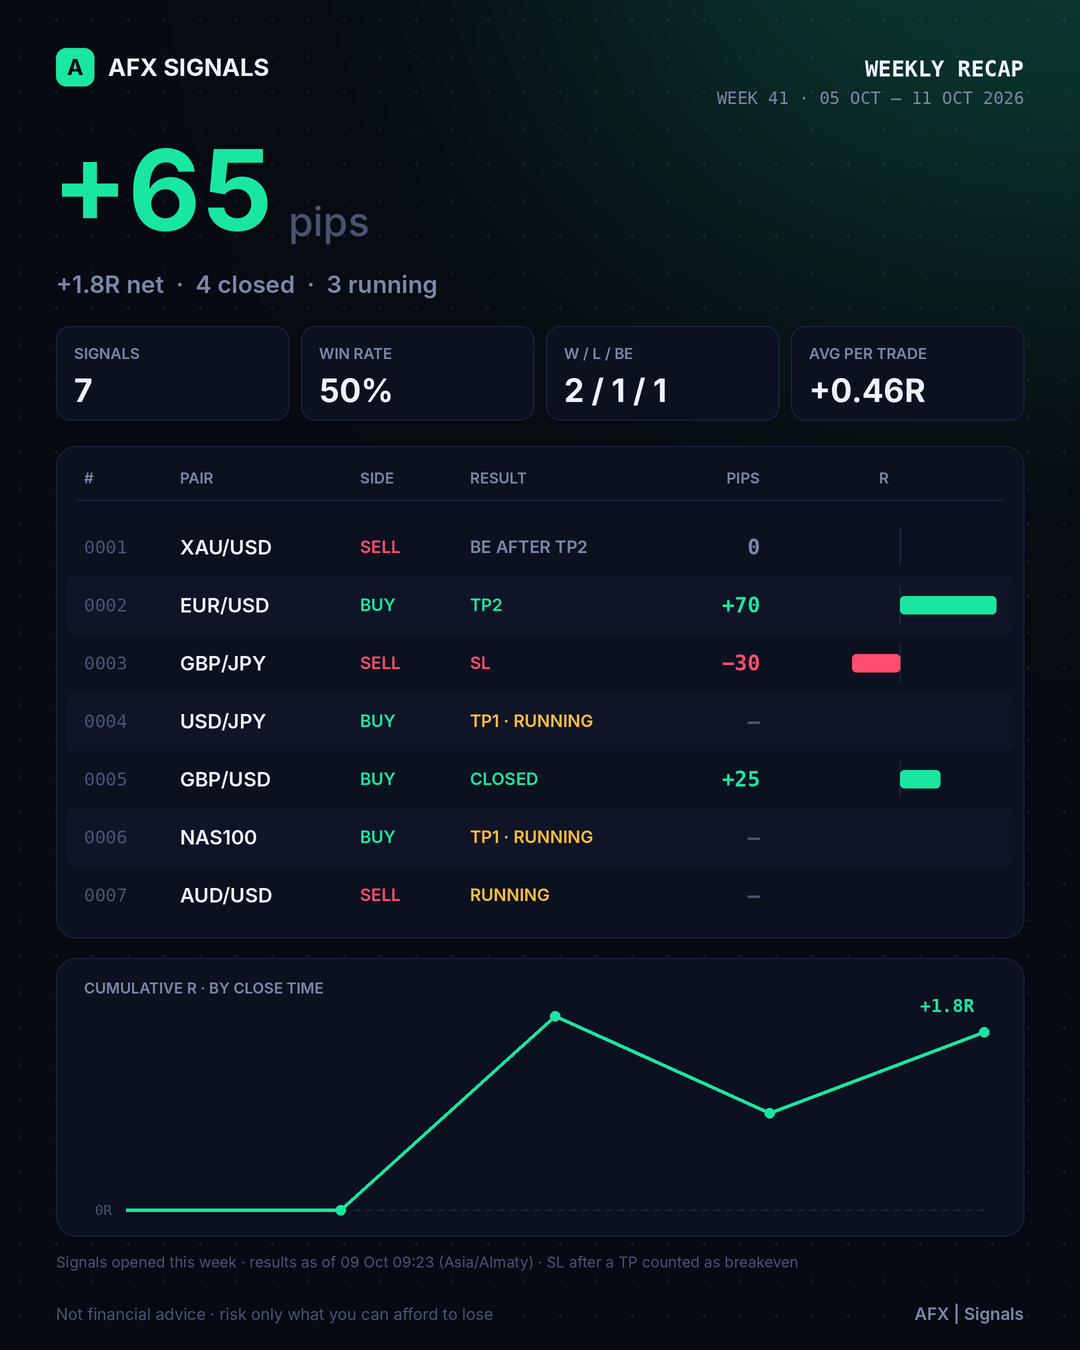 A AFX SIGNALS
WEEKLY RECAP
WEEK 41 · 05 OCT — 11 OCT 2026
+65 pips
+1.8R net · 4 closed · 3 running
SIGNALS
7
WIN RATE
50%
W / L / BE
2 / 1 / 1
AVG PER TRADE
+0.46R
# PAIR SIDE RESULT PIPS R
0001 XAU/USD SELL BE AFTER TP2 0
0002 EUR/USD BUY TP2 +70
0003 GBP/JPY SELL SL −30
0004 USD/JPY BUY TP1 · RUNNING —
0005 GBP/USD BUY CLOSED +25
0006 NAS100 BUY TP1 · RUNNING —
0007 AUD/USD SELL RUNNING —
CUMULATIVE R · BY CLOSE TIME
+1.8R
0R
Signals opened this week · results as of 09 Oct 09:23 (Asia/Almaty) · SL after a TP counted as breakeven
Not financial advice · risk only what you can afford to lose
AFX | Signals